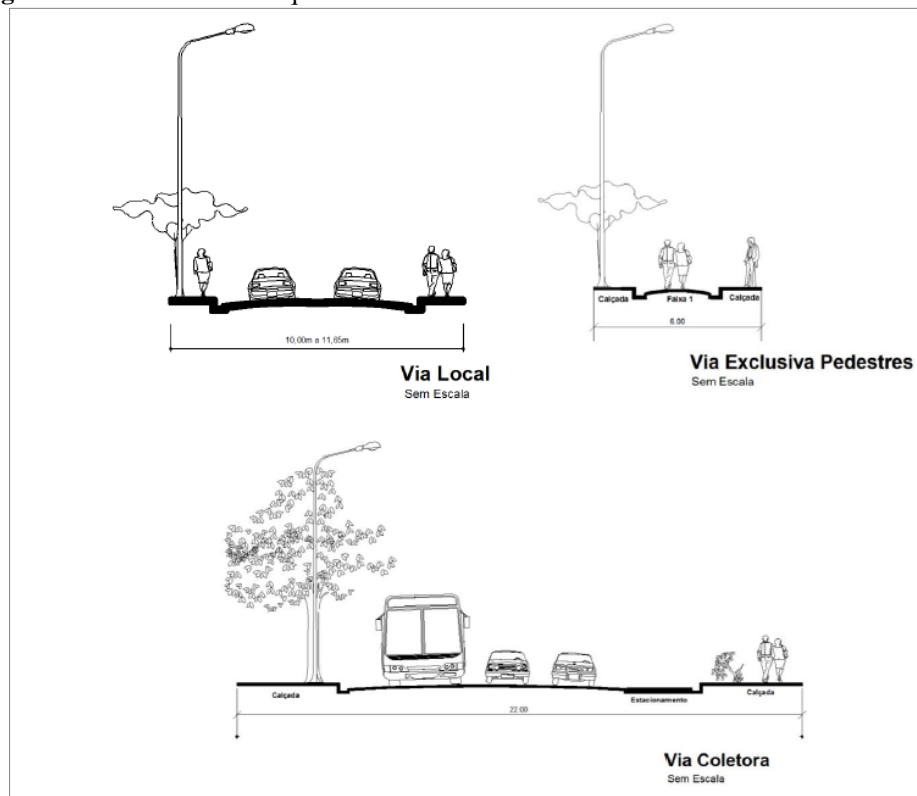 10,00m a 11,65m
Via Local
Sem Escala
Calçada Faixa 1 Calçada
6.00
Via Exclusiva Pedestres
Sem Escala
Calçada Estacionamento Calçada
22.00
Via Coletora
Sem Escala